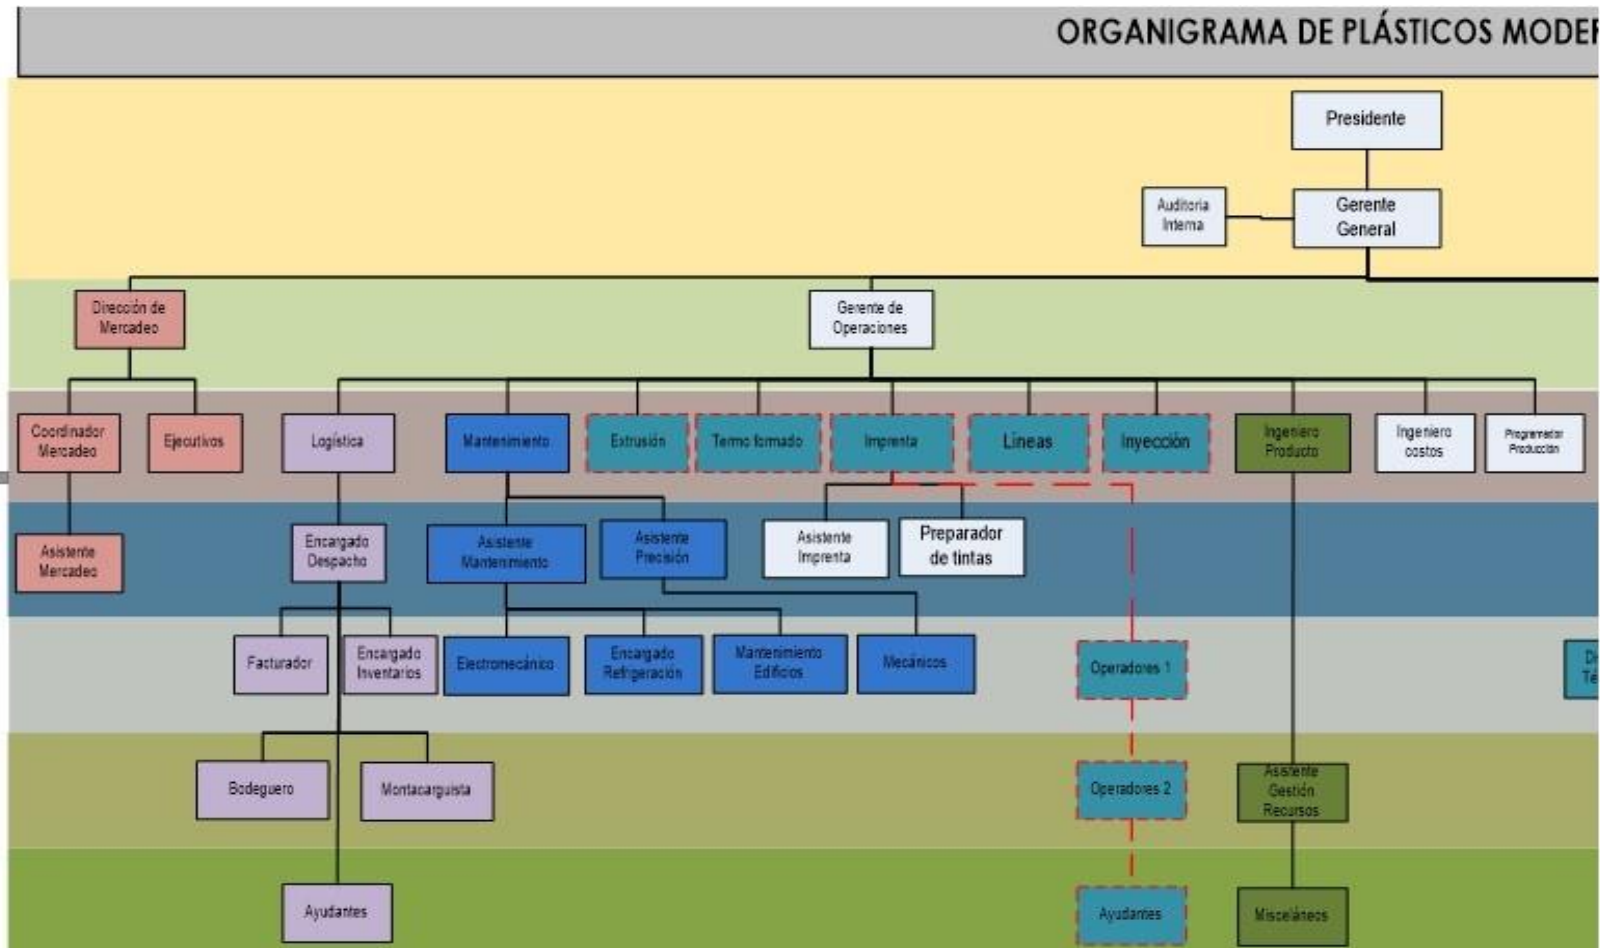 ORGANIGRAMA DE PLÁSTICOS MODER
Presidente
Auditoria
Interna
Gerente
General
Dirección de
Mercadeo
Gerente de
Operaciones
Coordinador
Mercadeo
Ejecutivos
Logística
Mantenimiento
Extrusión
Termo formado
Imprenta
Líneas
Inyección
Ingeniero
Producto
Ingeniero
costos
Programador
Producción
Asistente
Mercadeo
Encargado
Despacho
Asistente
Mantenimiento
Asistente
Precisión
Asistente
Imprenta
Preparador
de tintas
Facturador
Encargado
Inventarios
Electromecánico
Encargado
Refrigeración
Mantenimiento
Edificios
Mecánicos
Operadores 1
Bodeguero
Montacarguista
Operadores 2
Asistente
Gestión
Recursos
Ayudantes
Ayudantes
Misceláneos